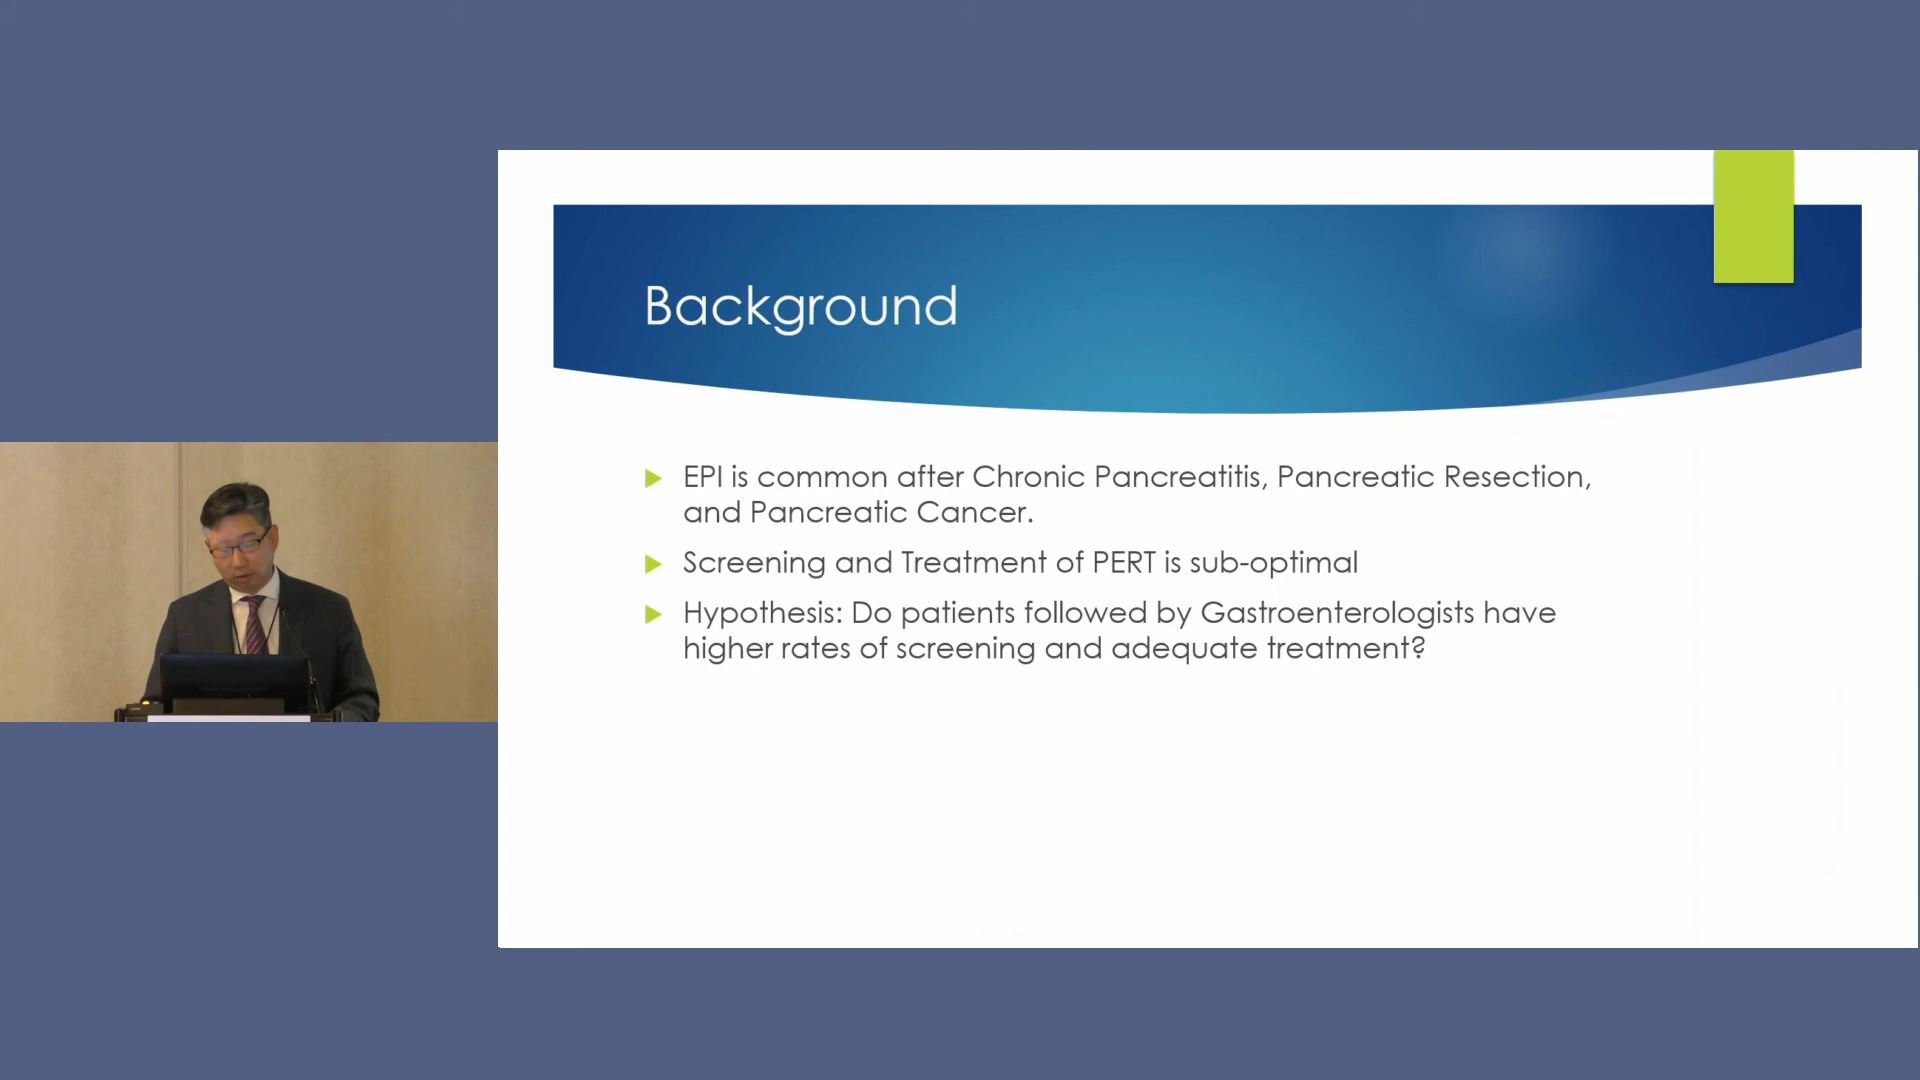 Background
EPI is common after Chronic Pancreatitis, Pancreatic Resection,
and Pancreatic Cancer.
Screening and Treatment of PERT is sub-optimal
Hypothesis: Do patients followed by Gastroenterologists have
higher rates of screening and adequate treatment?